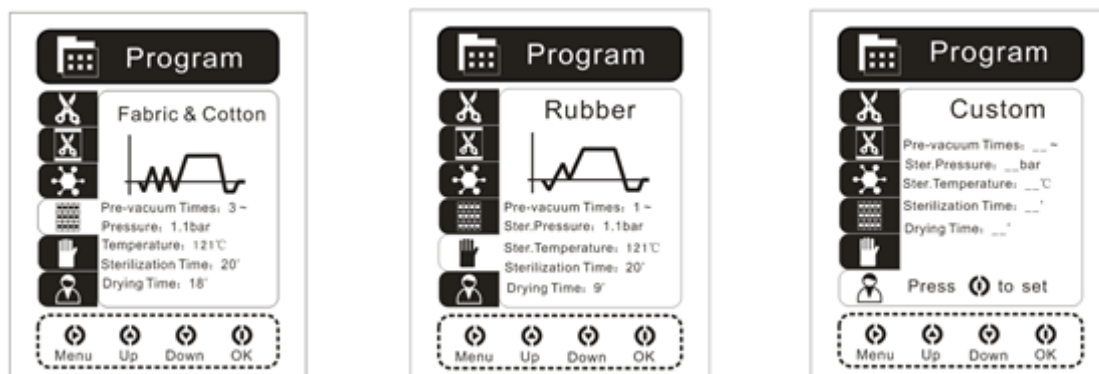 Program
Fabric & Cotton
Pre-vacuum Times: 3 ~
Pressure: 1.1bar
Temperature: 121℃
Sterilization Time: 20'
Drying Time: 18'
Menu Up Down OK
Program
Rubber
Pre-vacuum Times: 1 ~
Ster.Pressure: 1.1bar
Ster.Temperature: 121℃
Sterilization Time: 20'
Drying Time: 9'
Menu Up Down OK
Program
Custom
Pre-vacuum Times: __ ~
Ster.Pressure: __bar
Ster.Temperature: __℃
Sterilization Time: __'
Drying Time: __'
Press to set
Menu Up Down OK